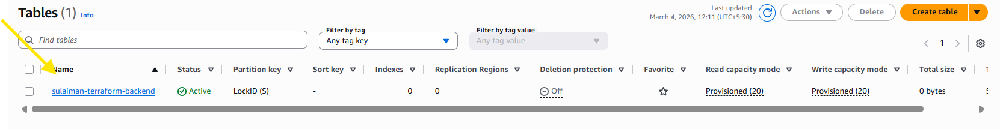 Tables (1) Info
Last updated
March 4, 2026, 12:11 (UTC+5:30)
Actions
Delete
Create table
Find tables
Filter by tag
Any tag key
Filter by tag value
Any tag value
1
Name Status Partition key Sort key Indexes Replication Regions Deletion protection Favorite Read capacity mode Write capacity mode Total size
sulaiman-terraform-backend Active LockID (S) - 0 0 Off Provisioned (20) Provisioned (20) 0 bytes